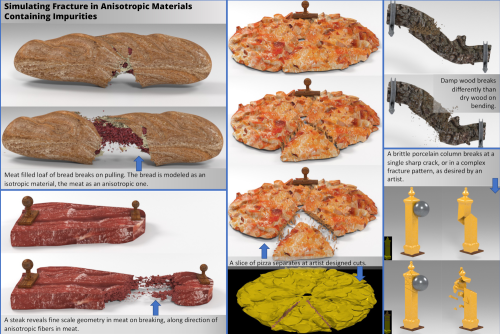 Simulating Fracture in Anisotropic Materials
Containing Impurities
Meat filled loaf of bread breaks on pulling. The bread is modeled as an
isotropic material, the meat as an anisotropic one.
A steak reveals fine scale geometry in meat on breaking, along direction of
anisotropic fibers in meat.
A slice of pizza separates at artist designed cuts.
Damp wood breaks
differently than
dry wood on
bending.
A brittle porcelain column breaks at a
single sharp crack, or in a complex
fracture pattern, as desired by an
artist.